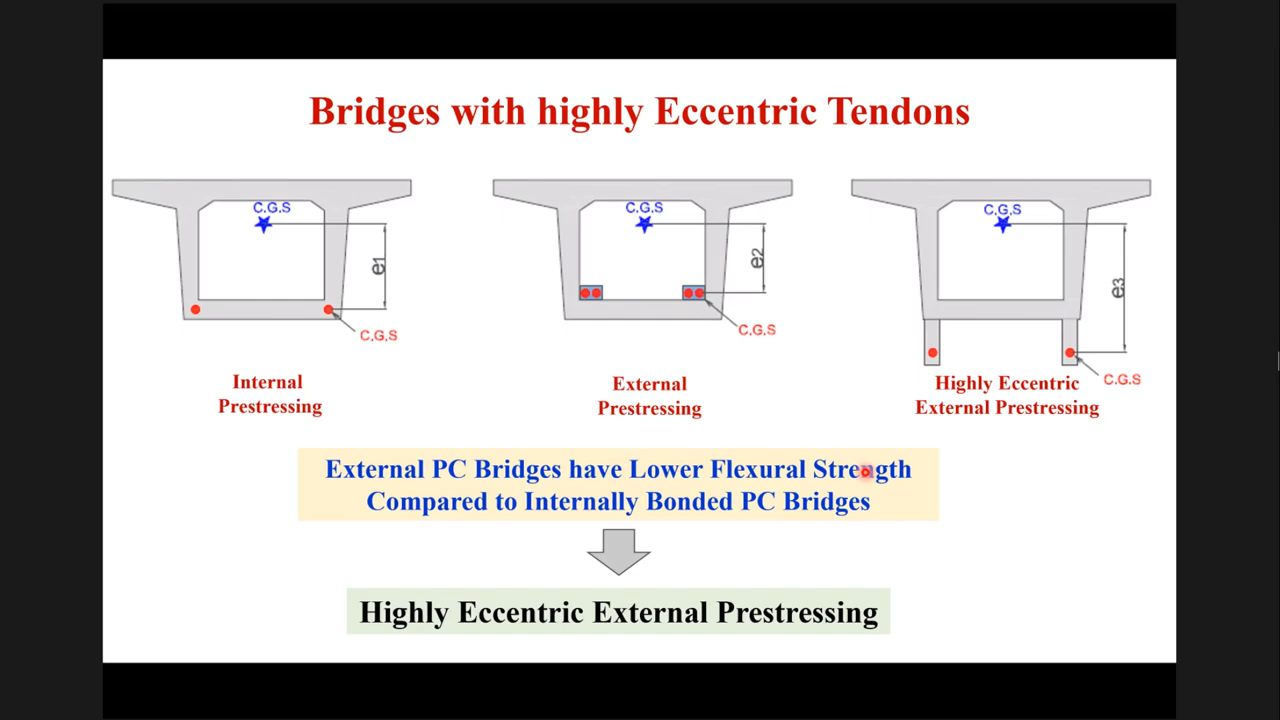 Bridges with highly Eccentric Tendons
C.G.S
e1
C.G.S
Internal
Prestressing
C.G.S
e2
C.G.S
External
Prestressing
C.G.S
e3
C.G.S
Highly Eccentric
External Prestressing
External PC Bridges have Lower Flexural Strength
Compared to Internally Bonded PC Bridges
Highly Eccentric External Prestressing